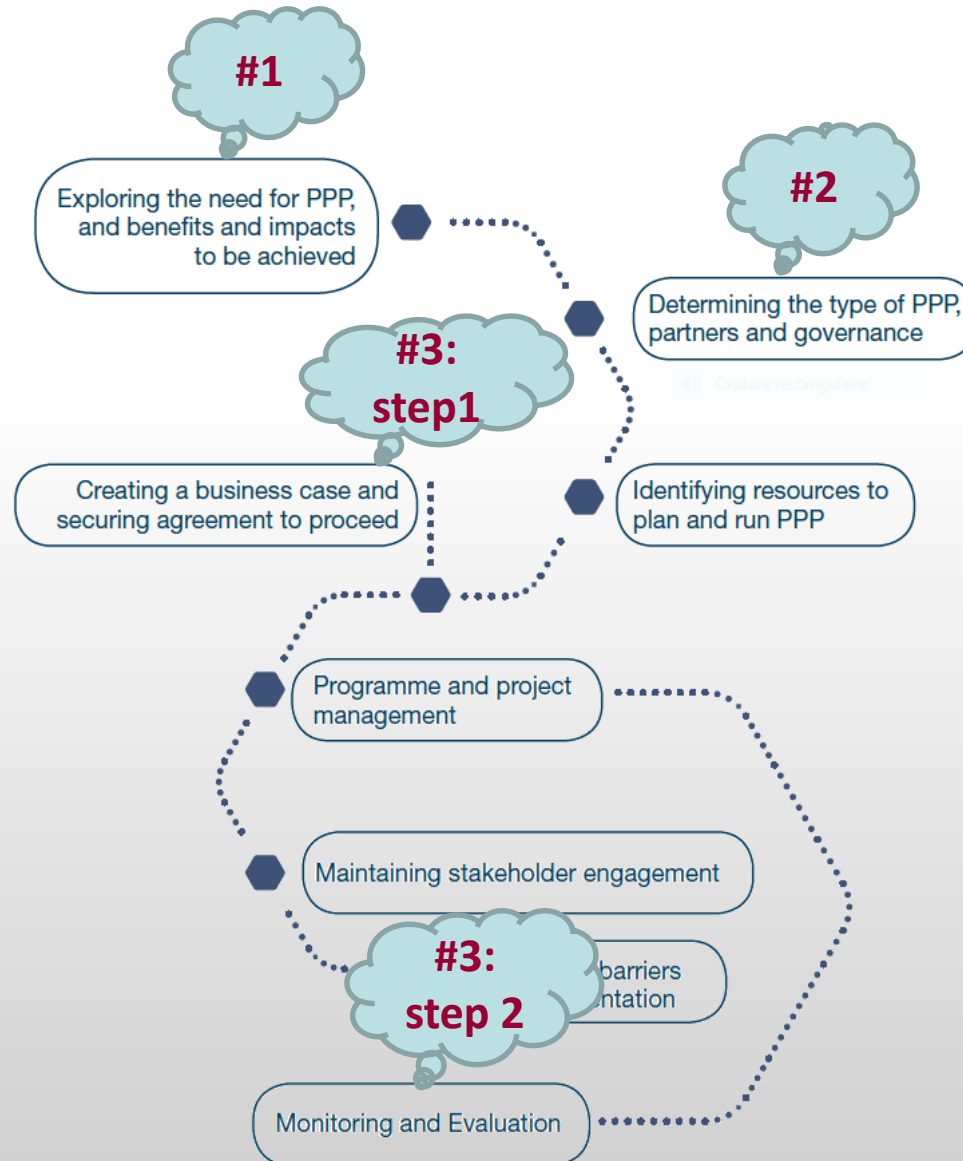 #1
Exploring the need for PPP,
and benefits and impacts
to be achieved
#2
Determining the type of PPP,
partners and governance
Capture rectangulaire
#3:
step1
Creating a business case and
securing agreement to proceed
Identifying resources to
plan and run PPP
Programme and project
management
Maintaining stakeholder engagement
#3:
step 2
barriers
Monitoring and Evaluation